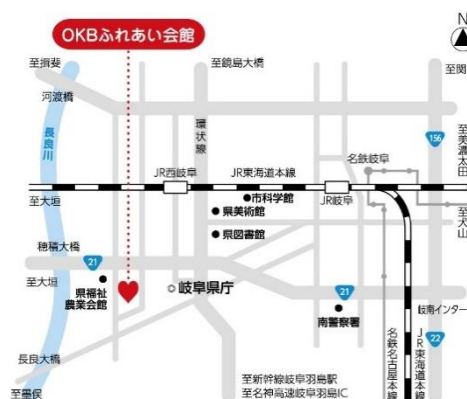 OKBふれあい会館
N
至揖斐
至鏡島大橋
至関
河渡橋
長良川
環状線
156
至美濃太田
名鉄岐阜
JR西岐阜
JR東海道本線
市科学館
JR岐阜
至大垣
県美術館
至犬山
穂積大橋
県図書館
21
至大垣
県福祉
農業会館
岐阜県庁
21
岐南インター
南警察署
22
長良大橋
名鉄名古屋本線
JR東海道本線
至墨俣
至新幹線岐阜羽島駅
至名神高速岐阜羽島IC